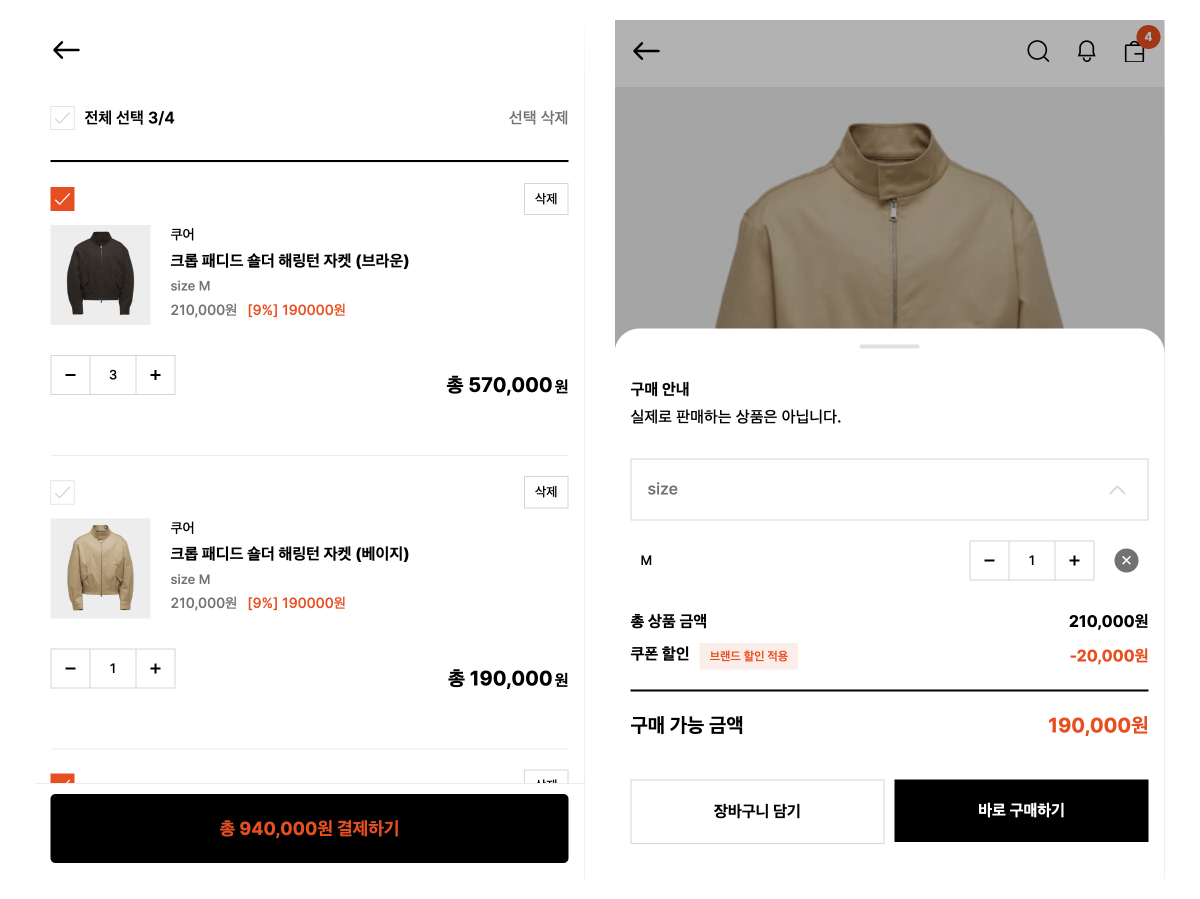 전체 선택 3/4
선택 삭제
삭제
쿠어
크롭 패디드 숄더 해링턴 자켓 (브라운)
size M
210,000원 [9%] 190000원
3
총 570,000원
삭제
쿠어
크롭 패디드 숄더 해링턴 자켓 (베이지)
size M
210,000원 [9%] 190000원
1
총 190,000원
삭제
총 940,000원 결제하기
4
구매 안내
실제로 판매하는 상품은 아닙니다.
size
M
1
총 상품 금액
210,000원
쿠폰 할인
브랜드 할인 적용
-20,000원
구매 가능 금액
190,000원
장바구니 담기
바로 구매하기